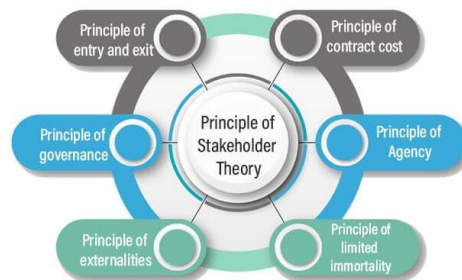 Principle of
entry and exit
Principle of
contract cost
Principle of
governance
Principle of
Stakeholder
Theory
Principle of
Agency
Principle of
externalities
Principle of
limited
immortality